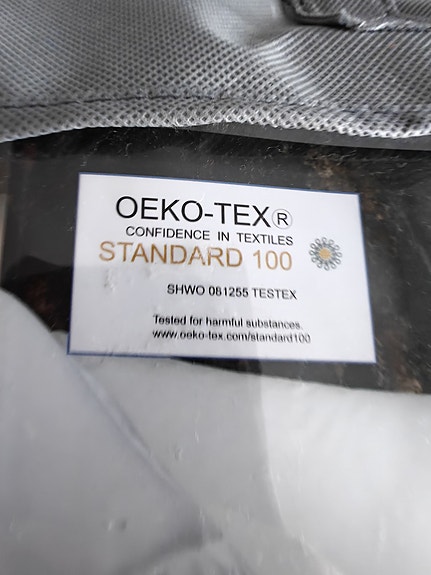 OEKO-TEX®
CONFIDENCE IN TEXTILES
STANDARD 100
SHWO 081255 TESTEX
Tested for harmful substances.
www.oeko-tex.com/standard100